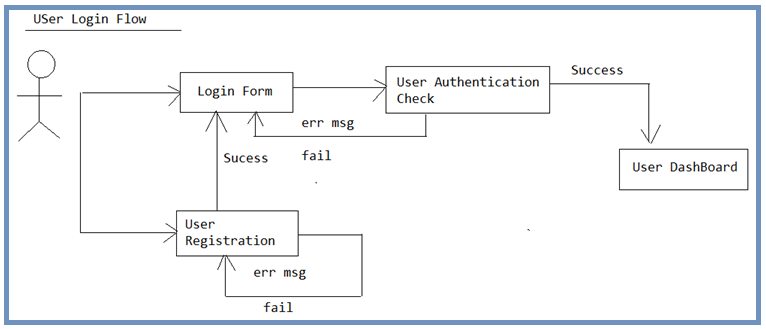 USer Login Flow
Login Form
User Authentication
Check
Success
err msg
fail
User DashBoard
Sucess
User
Registration
err msg
fail